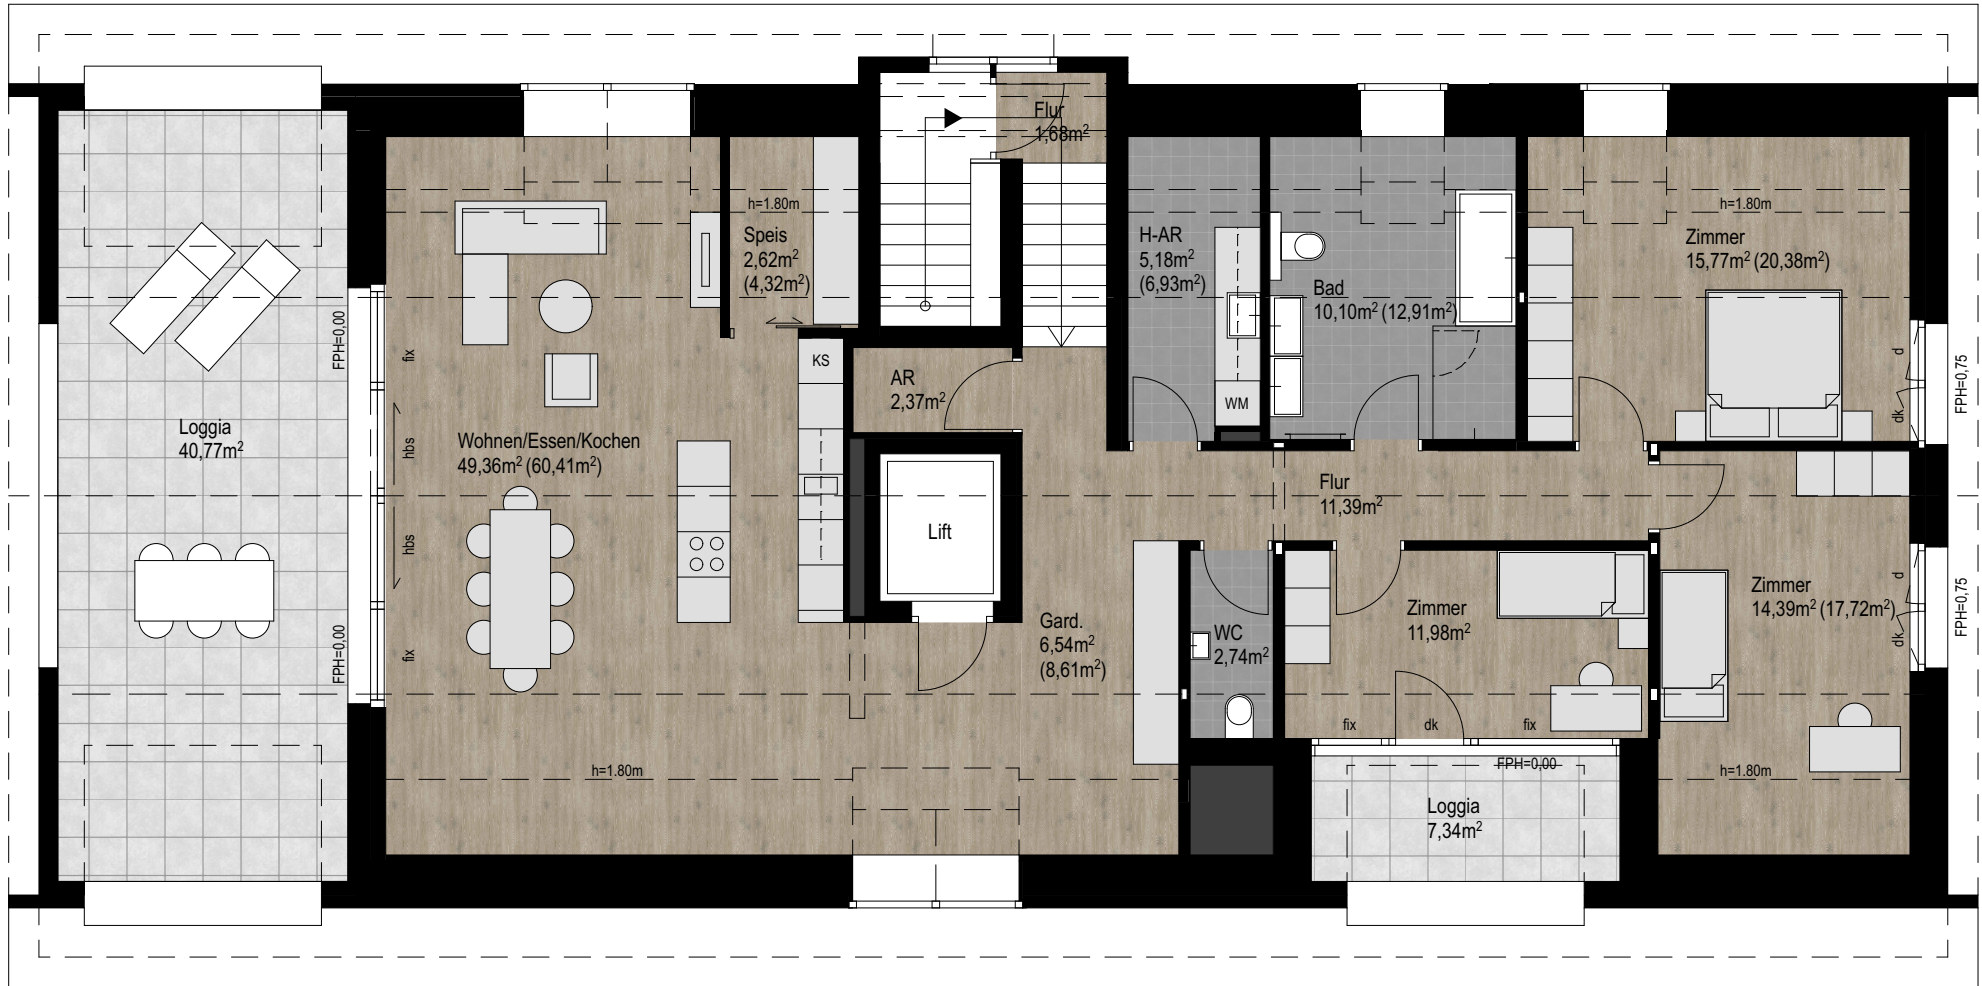 Flur
1,68m²
h=1.80m
Speis
2,62m²
(4,32m²)
H-AR
5,18m²
(6,93m²)
Bad
10,10m² (12,91m²)
h=1.80m
Zimmer
15,77m² (20,38m²)
FPH=0,00
fix
KS
AR
2,37m²
WM
d
dk
FPH=0,75
Loggia
40,77m²
hbs
Wohnen/Essen/Kochen
49,36m² (60,41m²)
Flur
11,39m²
hbs
Lift
Gard.
6,54m²
(8,61m²)
WC
2,74m²
Zimmer
11,98m²
Zimmer
14,39m² (17,72m²)
d
dk
FPH=0,75
FPH=0,00
fix
fix
dk
fix
FPH=0,00
h=1.80m
h=1.80m
Loggia
7,34m²